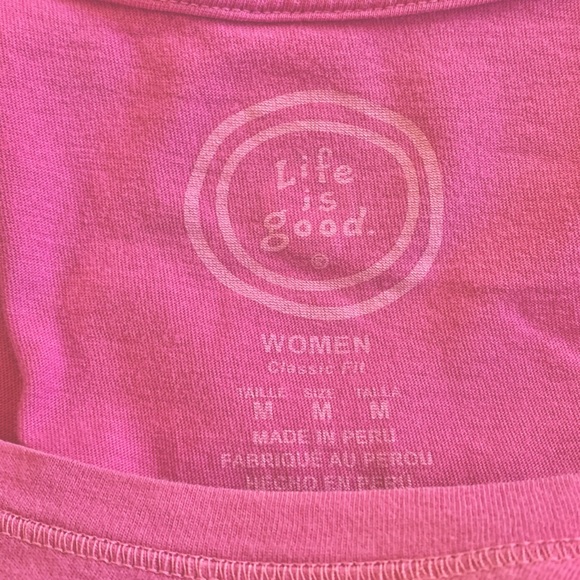 Life
is
good.
®
WOMEN
Classic Fit
TAILLE SIZE TALLA
M M M
MADE IN PERU
FABRIQUE AU PEROU
HECHO EN PERU